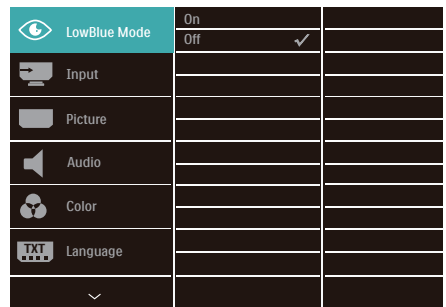 LowBlue Mode
On
Off
Input
Picture
Audio
Color
TXT
Language